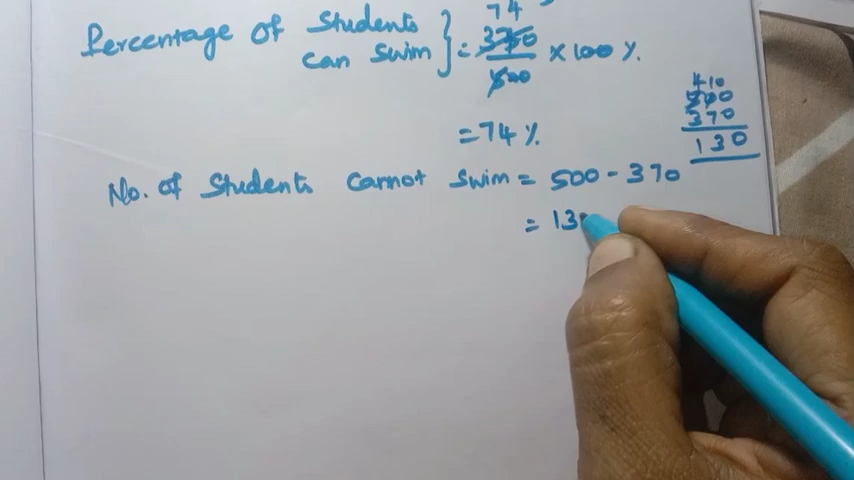 74
Percentage of Students
can swim } = 370/500 × 100 %
= 74 %
410
500
370
130
No. of Students cannot swim = 500 - 370
= 13